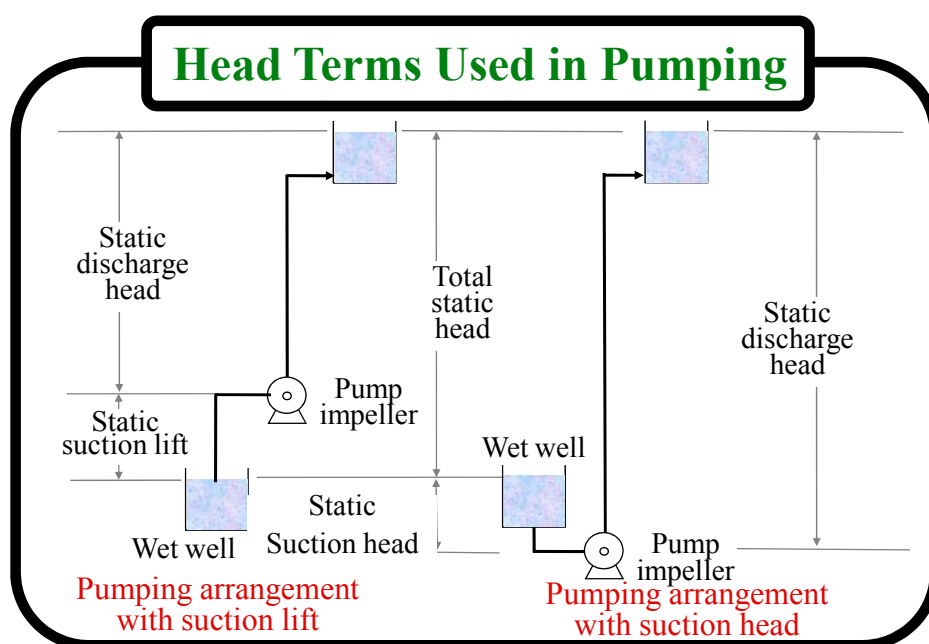 Head Terms Used in Pumping
Static
discharge
head
Static
suction lift
Pump
impeller
Wet well
Pumping arrangement
with suction lift
Total
static
head
Static
Suction head
Static
discharge
head
Wet well
Pump
impeller
Pumping arrangement
with suction head